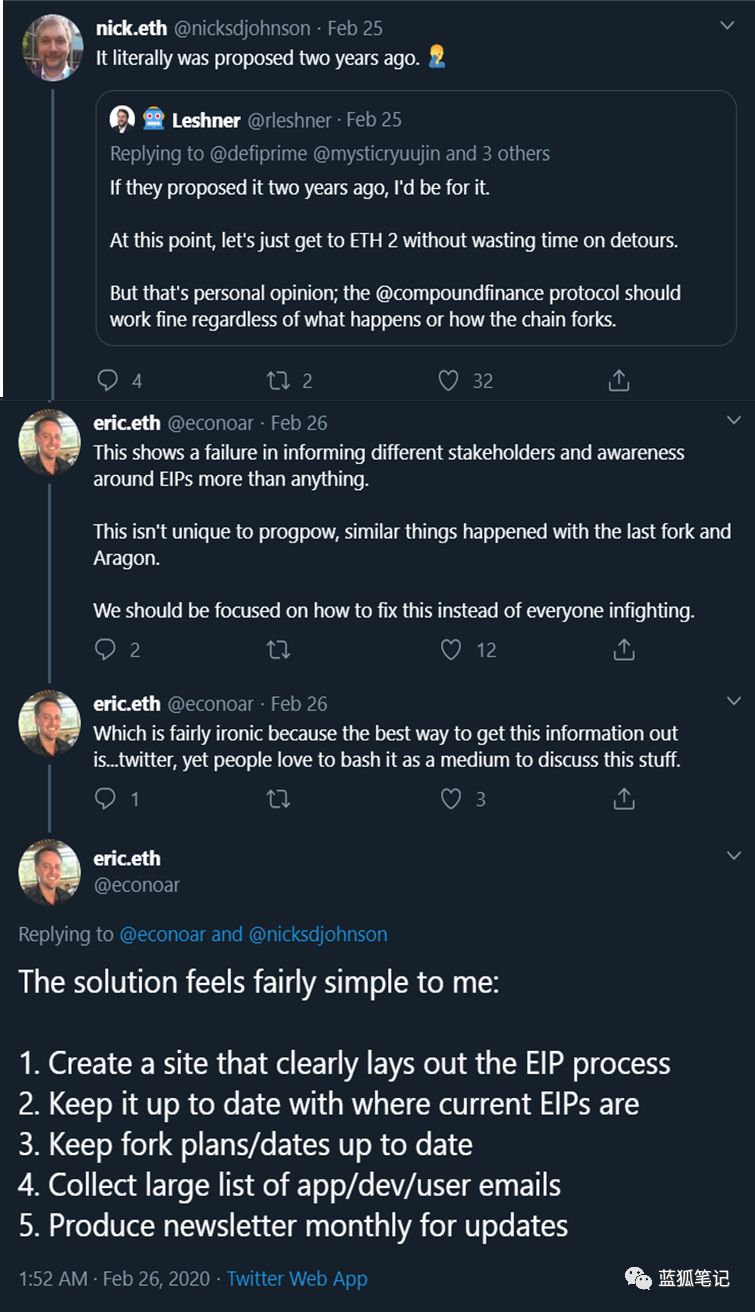 nick.eth @nicksdjohnson · Feb 25
It literally was proposed two years ago. 🤦‍♂️
🤖 Leshner @rleshner · Feb 25
Replying to @defiprime @mysticryuujin and 3 others
If they proposed it two years ago, I'd be for it.
At this point, let's just get to ETH 2 without wasting time on detours.
But that's personal opinion; the @compoundfinance protocol should
work fine regardless of what happens or how the chain forks.
4 2 32
eric.eth @econoar · Feb 26
This shows a failure in informing different stakeholders and awareness
around EIPs more than anything.
This isn't unique to progpow, similar things happened with the last fork and
Aragon.
We should be focused on how to fix this instead of everyone infighting.
2 12
eric.eth @econoar · Feb 26
Which is fairly ironic because the best way to get this information out
is...twitter, yet people love to bash it as a medium to discuss this stuff.
1 3
eric.eth
@econoar
Replying to @econoar and @nicksdjohnson
The solution feels fairly simple to me:
1. Create a site that clearly lays out the EIP process
2. Keep it up to date with where current EIPs are
3. Keep fork plans/dates up to date
4. Collect large list of app/dev/user emails
5. Produce newsletter monthly for updates
1:52 AM · Feb 26, 2020 · Twitter Web App
蓝狐笔记